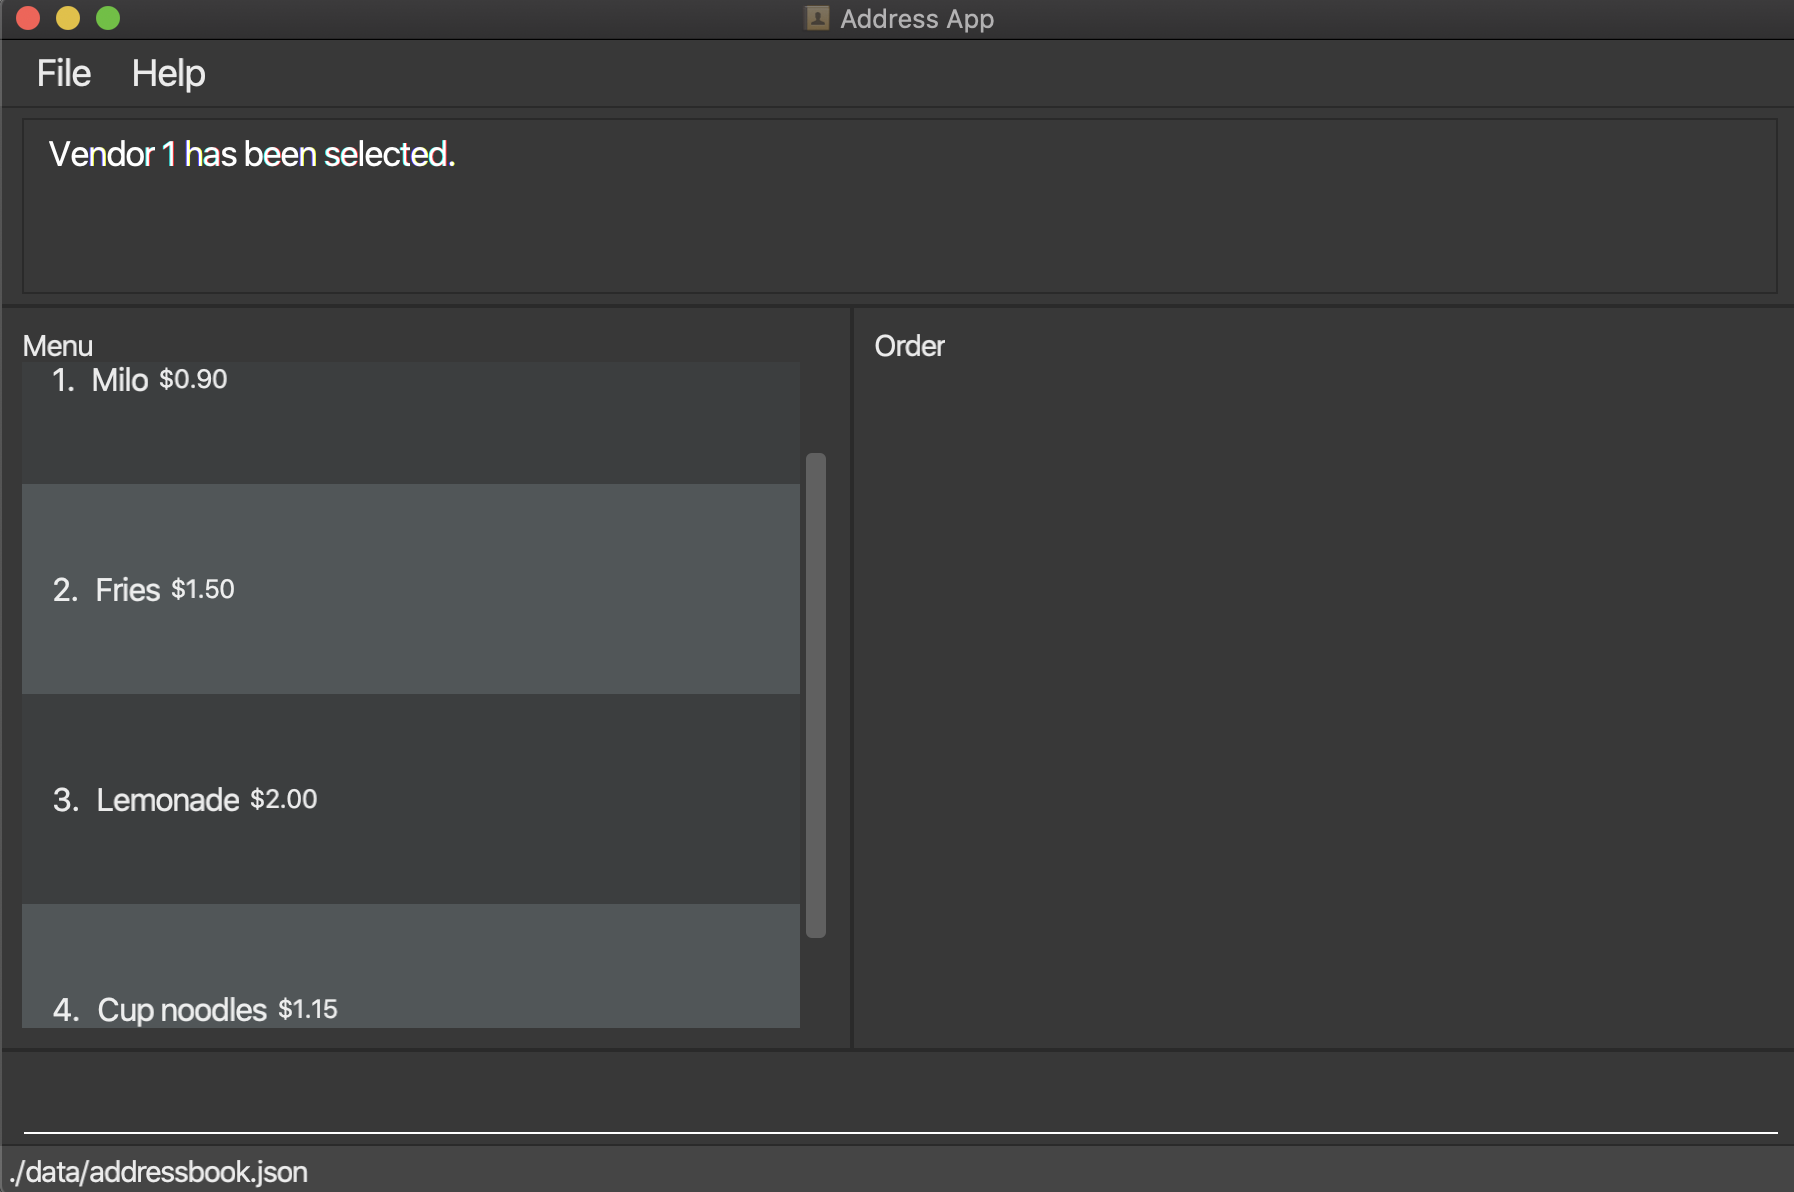 Address App
File Help
Vendor 1 has been selected.
Menu
1. Milo $0.90
2. Fries $1.50
3. Lemonade $2.00
4. Cup noodles $1.15
Order
./data/addressbook.json